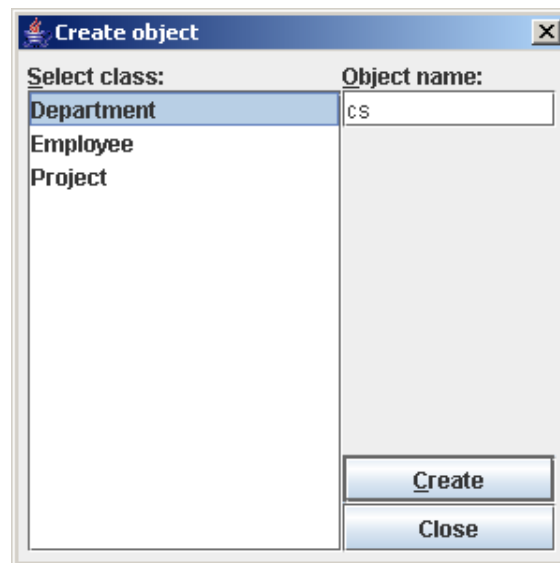 Create object
Select class:
Object name:
Department
cs
Employee
Project
Create
Close